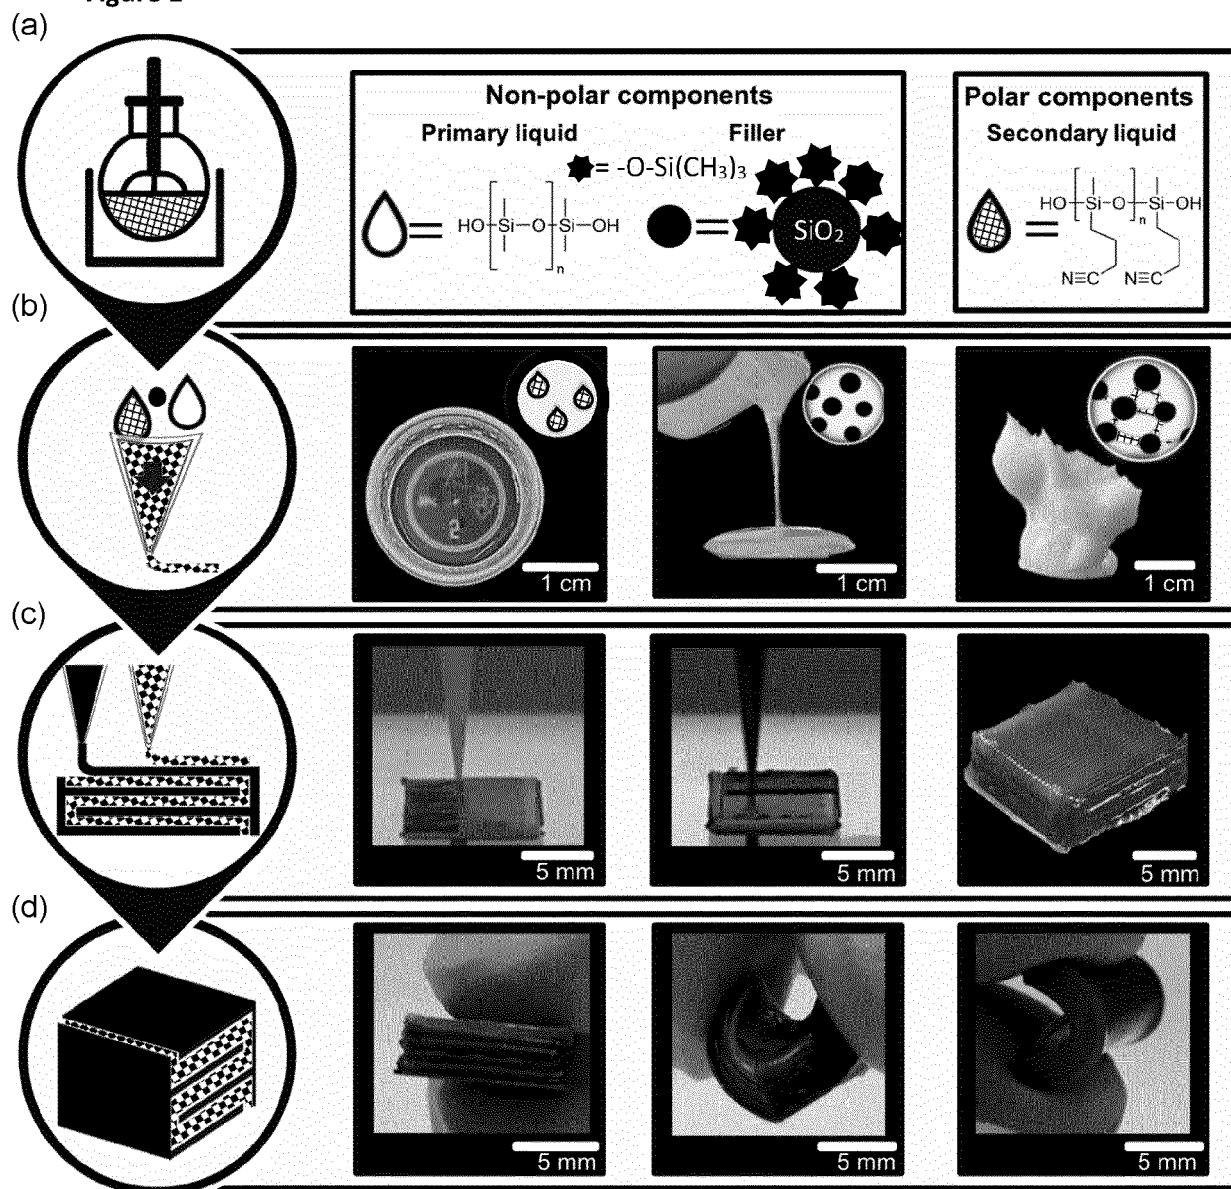 (a)
Non-polar components
Primary liquid
Filler
= -O-Si(CH₃)₃
HO Si O Si OH
n
SiO₂
Polar components
Secondary liquid
HO Si O Si OH
n
N≡C N≡C
(b)
1 cm
1 cm
1 cm
(c)
5 mm
5 mm
5 mm
(d)
5 mm
5 mm
5 mm